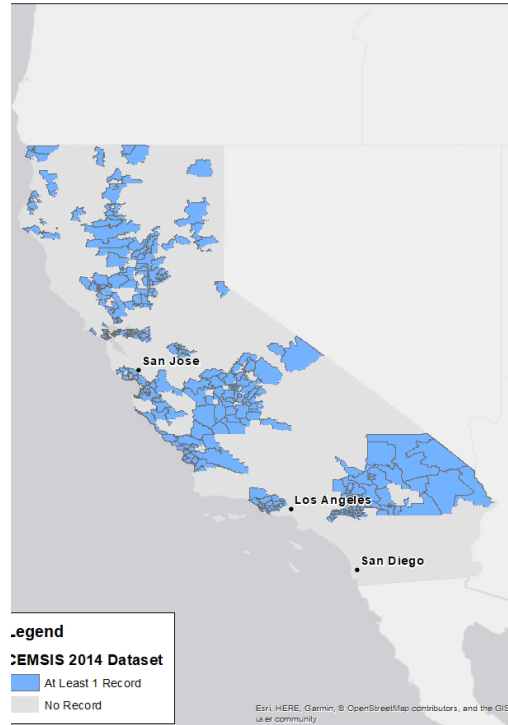 San Jose
Los Angeles
San Diego
Legend
CEMSIS 2014 Dataset
At Least 1 Record
No Record
Esri, HERE, Garmin, © OpenStreetMap contributors, and the GIS
user community